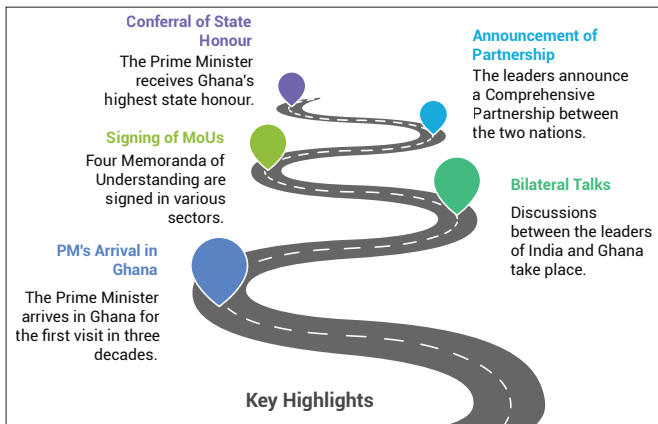 Conferral of State
Honour
The Prime Minister
receives Ghana's
highest state honour.
Announcement of
Partnership
The leaders announce
a Comprehensive
Partnership between
the two nations.
Signing of MoUs
Four Memoranda of
Understanding are
signed in various
sectors.
Bilateral Talks
Discussions
between the leaders
of India and Ghana
take place.
PM's Arrival in
Ghana
The Prime Minister
arrives in Ghana for
the first visit in three
decades.
Key Highlights